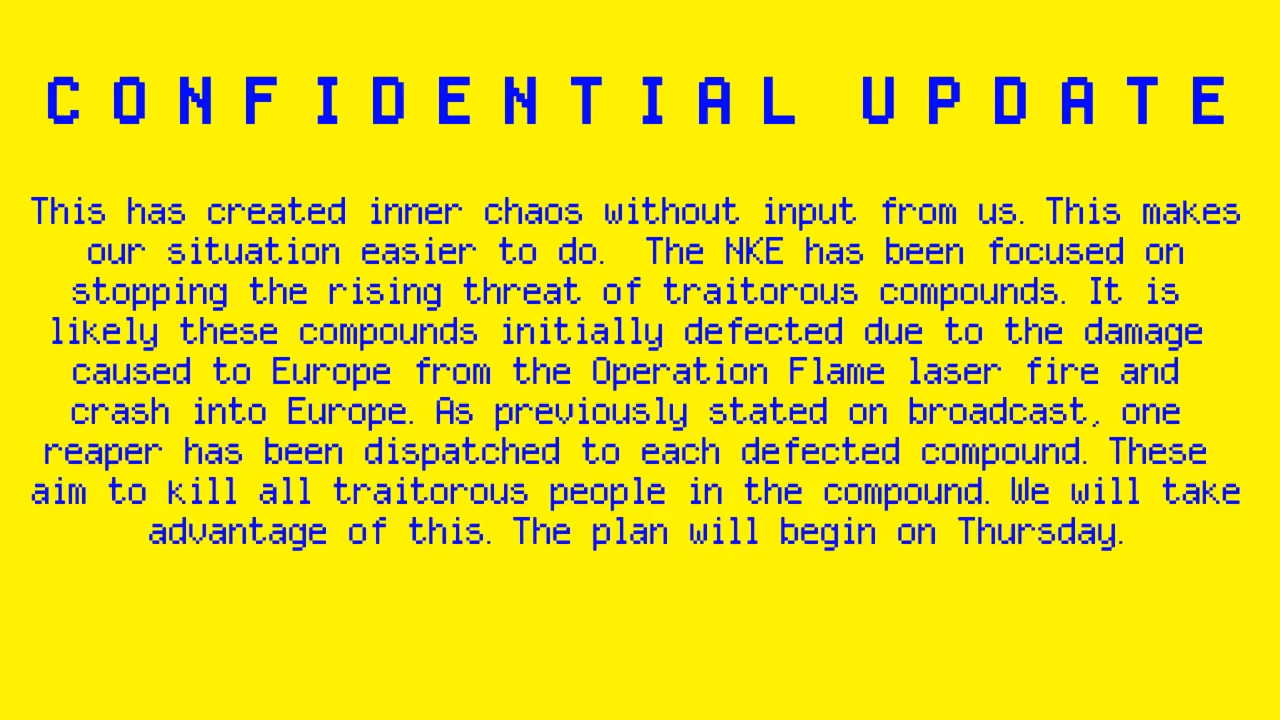 CONFIDENTIAL UPDATE
This has created inner chaos without input from us. This makes
our situation easier to do.  The NKE has been focused on
stopping the rising threat of traitorous compounds. It is
likely these compounds initially defected due to the damage
caused to Europe from the Operation Flame laser fire and
crash into Europe. As previously stated on broadcast, one
reaper has been dispatched to each defected compound. These
aim to kill all traitorous people in the compound. We will take
advantage of this. The plan will begin on Thursday.